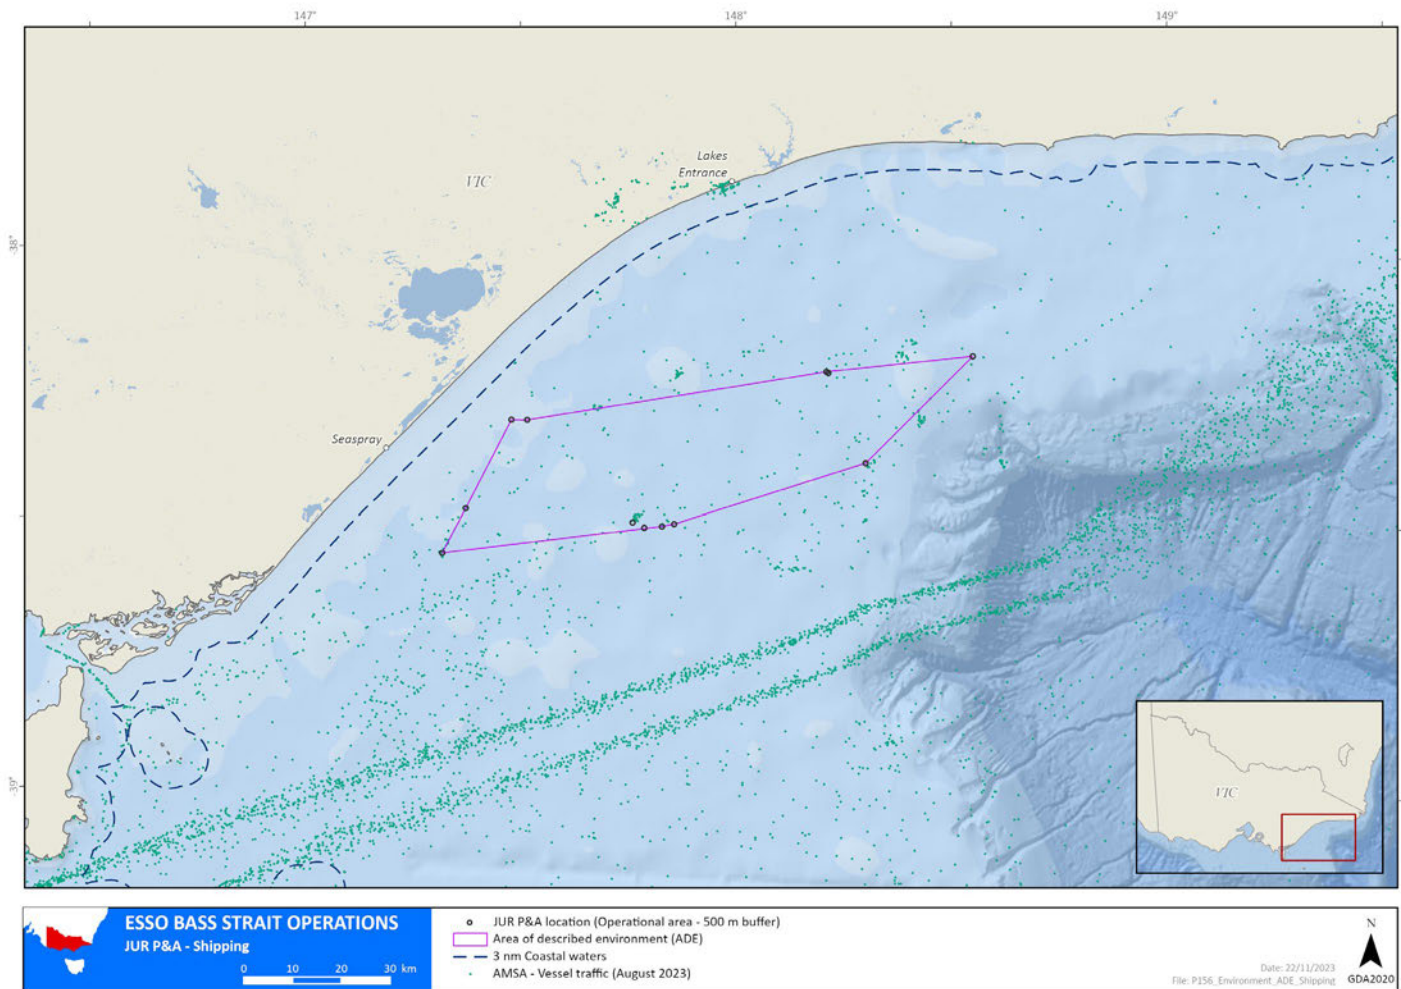 147°
148°
149°
Lakes
Entrance
VIC
38°
Seaspray
39°
VIC
ESSO BASS STRAIT OPERATIONS
JUR P&A - Shipping
0 10 20 30 km
JUR P&A location (Operational area - 500 m buffer)
Area of described environment (ADE)
3 nm Coastal waters
AMSA - Vessel traffic (August 2023)
N
Date: 22/11/2023
File: P156_Environment_ADE_Shipping
GDA2020